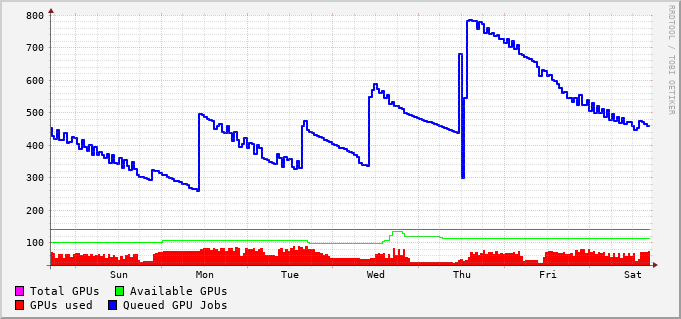 800
700
600
500
400
300
200
100
Sun Mon Tue Wed Thu Fri Sat
Total GPUs Available GPUs
GPUs used Queued GPU Jobs
RRDTOOL / TOBI OETIKER